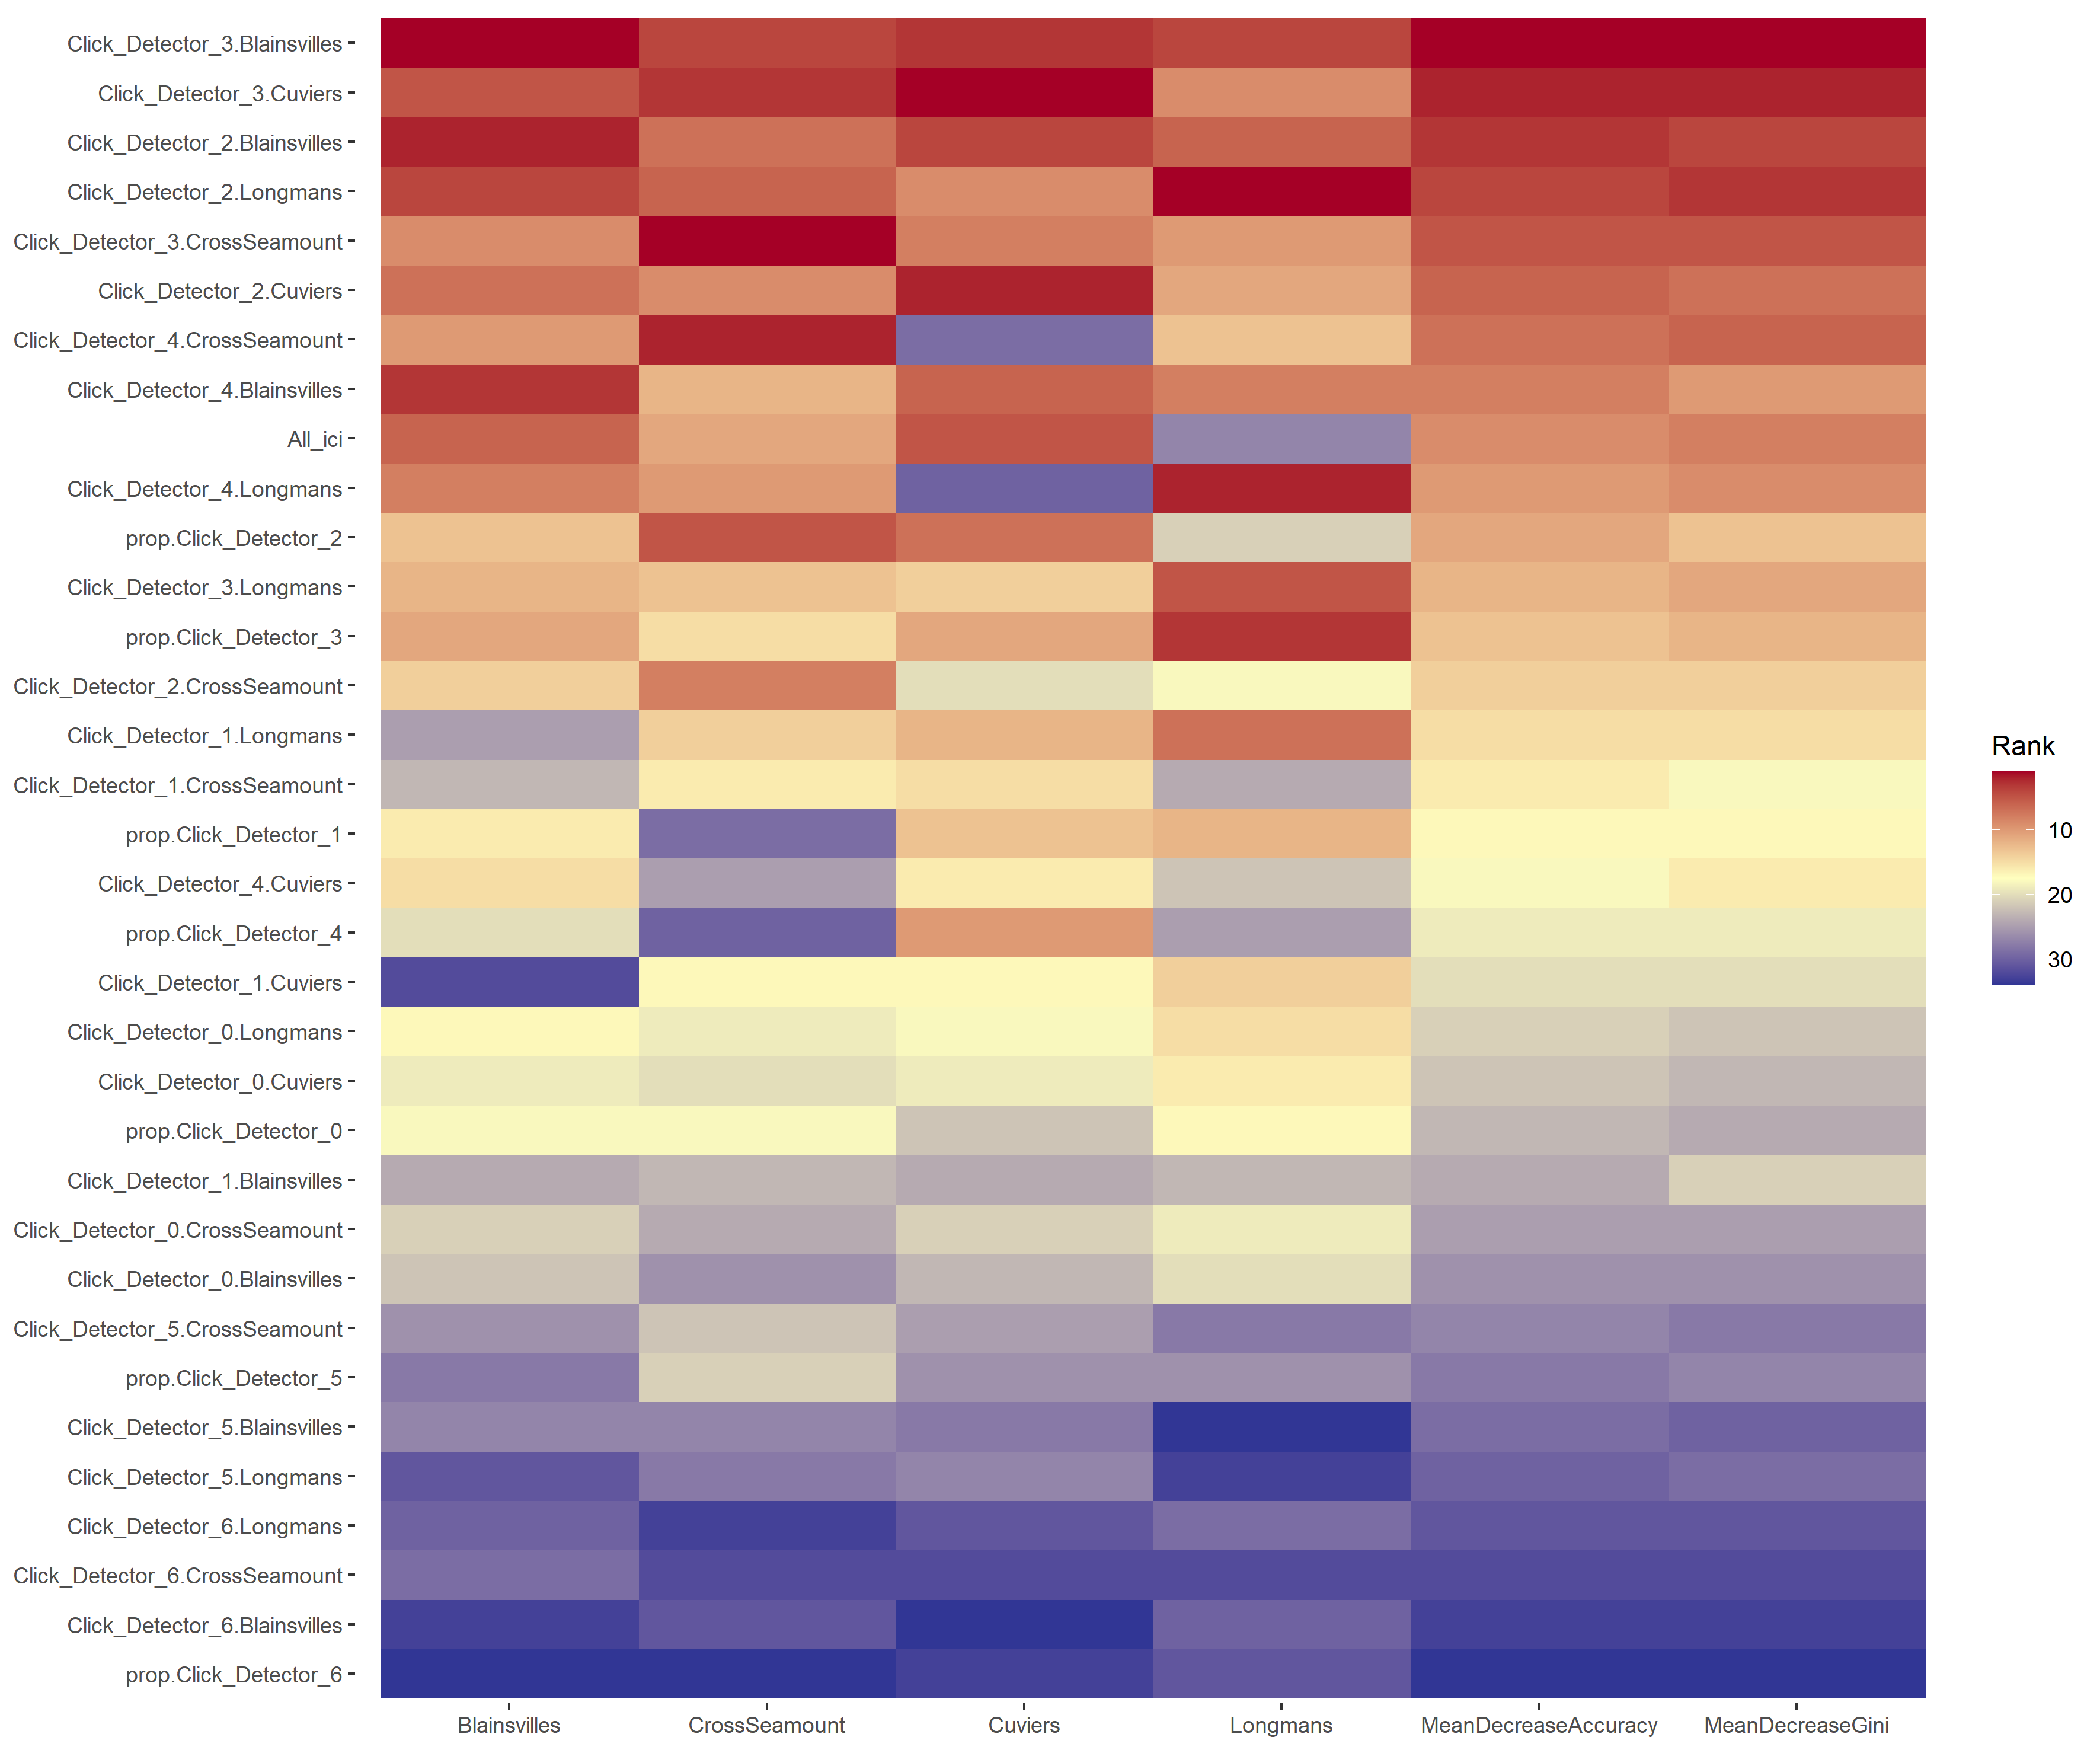 Click_Detector_3.Blainsvilles
Click_Detector_3.Cuviers
Click_Detector_2.Blainsvilles
Click_Detector_2.Longmans
Click_Detector_3.CrossSeamount
Click_Detector_2.Cuviers
Click_Detector_4.CrossSeamount
Click_Detector_4.Blainsvilles
All_ici
Click_Detector_4.Longmans
prop.Click_Detector_2
Click_Detector_3.Longmans
prop.Click_Detector_3
Click_Detector_2.CrossSeamount
Click_Detector_1.Longmans
Click_Detector_1.CrossSeamount
prop.Click_Detector_1
Click_Detector_4.Cuviers
prop.Click_Detector_4
Click_Detector_1.Cuviers
Click_Detector_0.Longmans
Click_Detector_0.Cuviers
prop.Click_Detector_0
Click_Detector_1.Blainsvilles
Click_Detector_0.CrossSeamount
Click_Detector_0.Blainsvilles
Click_Detector_5.CrossSeamount
prop.Click_Detector_5
Click_Detector_5.Blainsvilles
Click_Detector_5.Longmans
Click_Detector_6.Longmans
Click_Detector_6.CrossSeamount
Click_Detector_6.Blainsvilles
prop.Click_Detector_6
Blainsvilles CrossSeamount Cuviers Longmans MeanDecreaseAccuracy MeanDecreaseGini
Rank
10
20
30